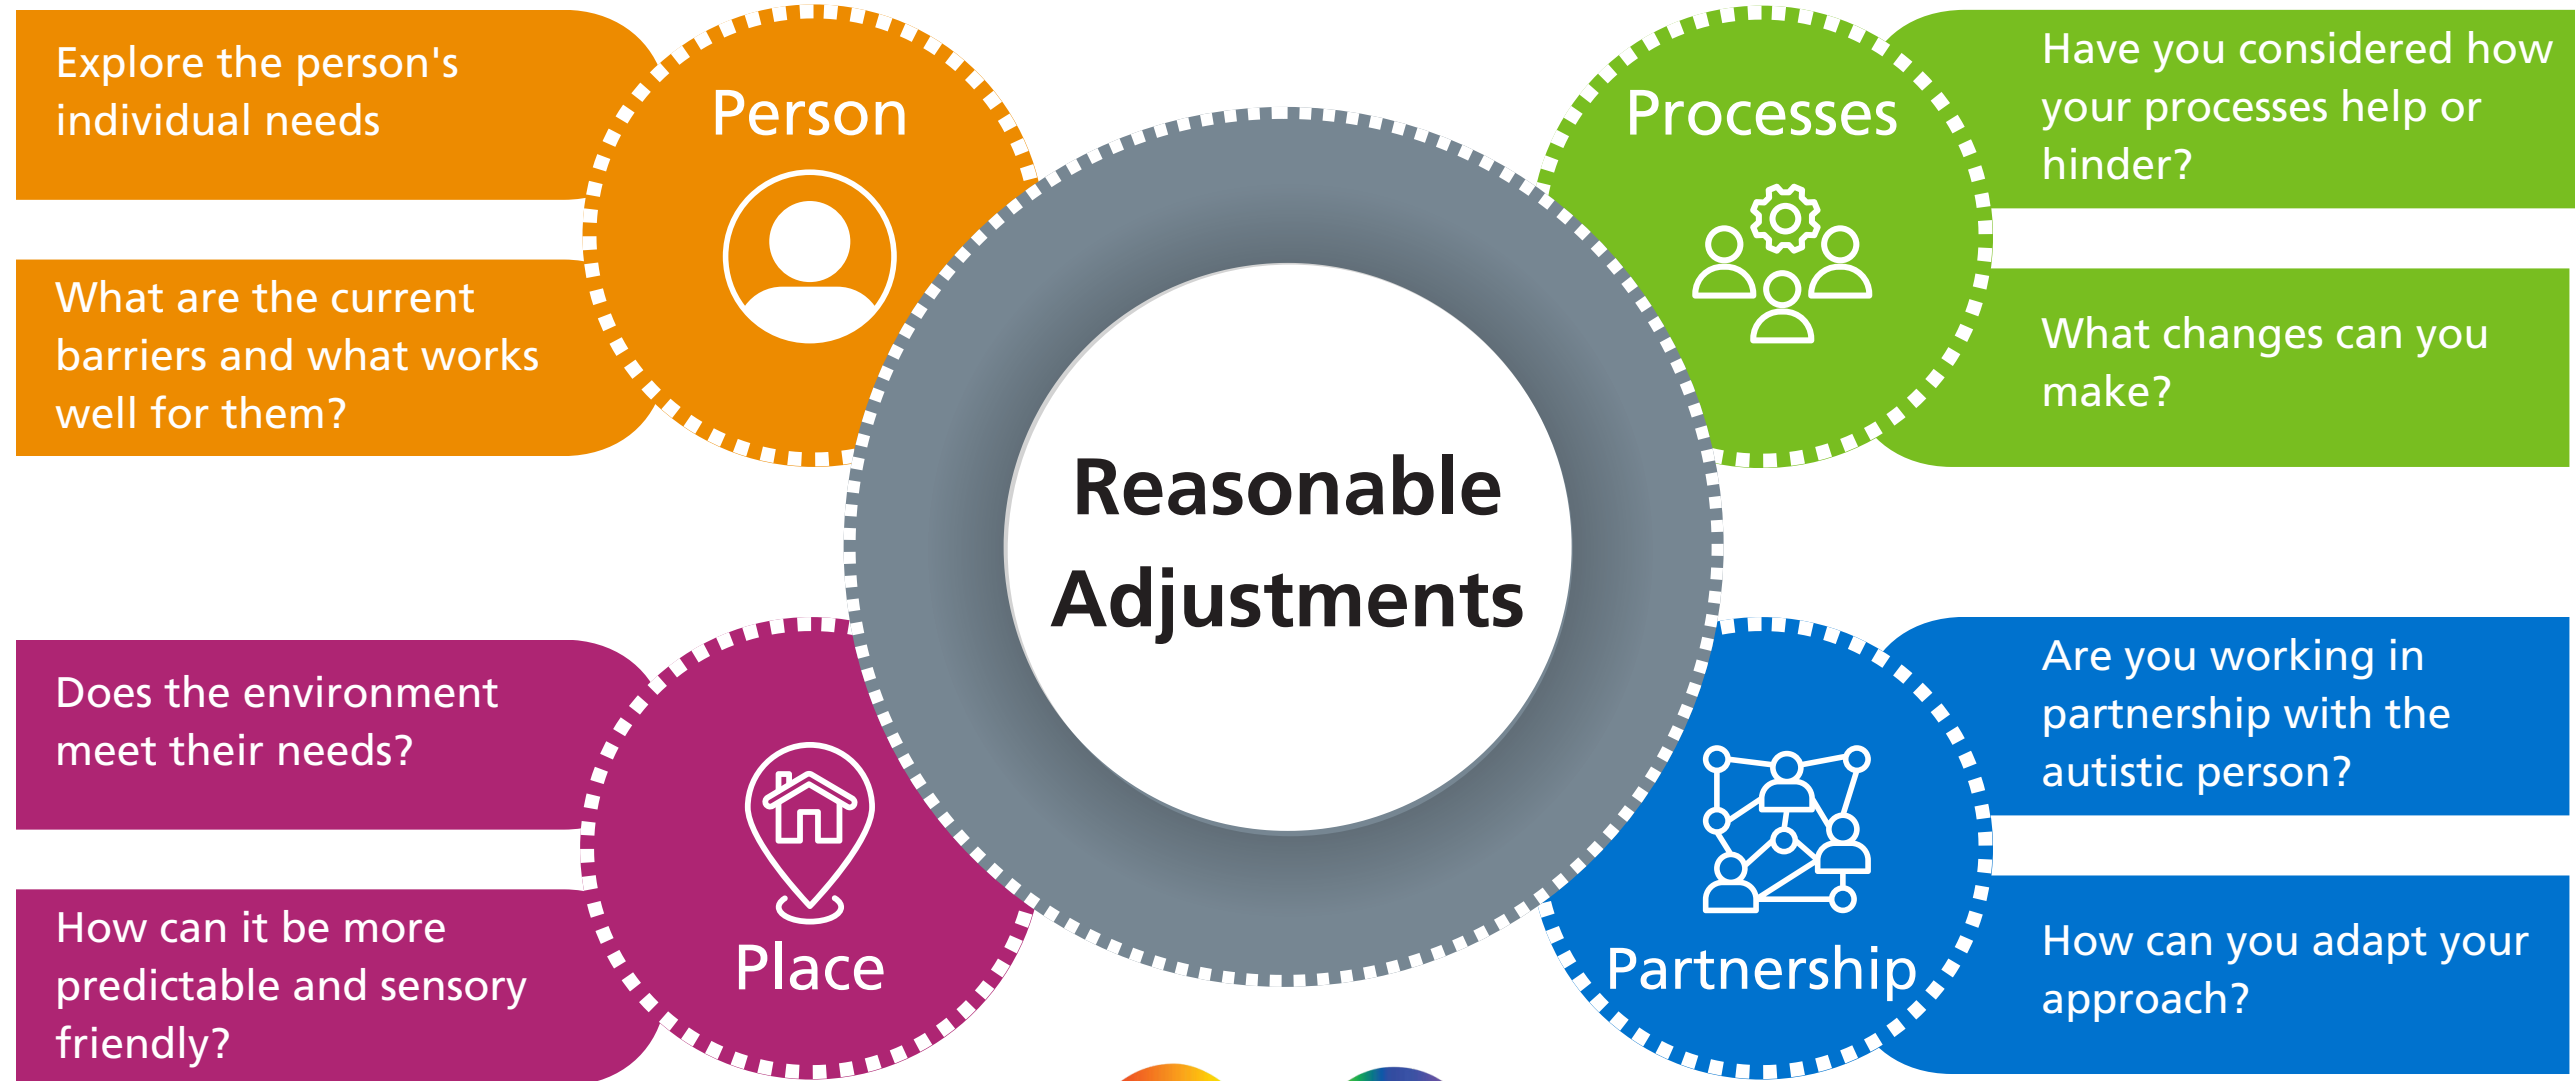 Explore the person's
individual needs
Person
What are the current
barriers and what works
well for them?
Processes
Have you considered how
your processes help or
hinder?
What changes can you
make?
Reasonable
Adjustments
Does the environment
meet their needs?
Place
How can it be more
predictable and sensory
friendly?
Are you working in
partnership with the
autistic person?
Partnership
How can you adapt your
approach?